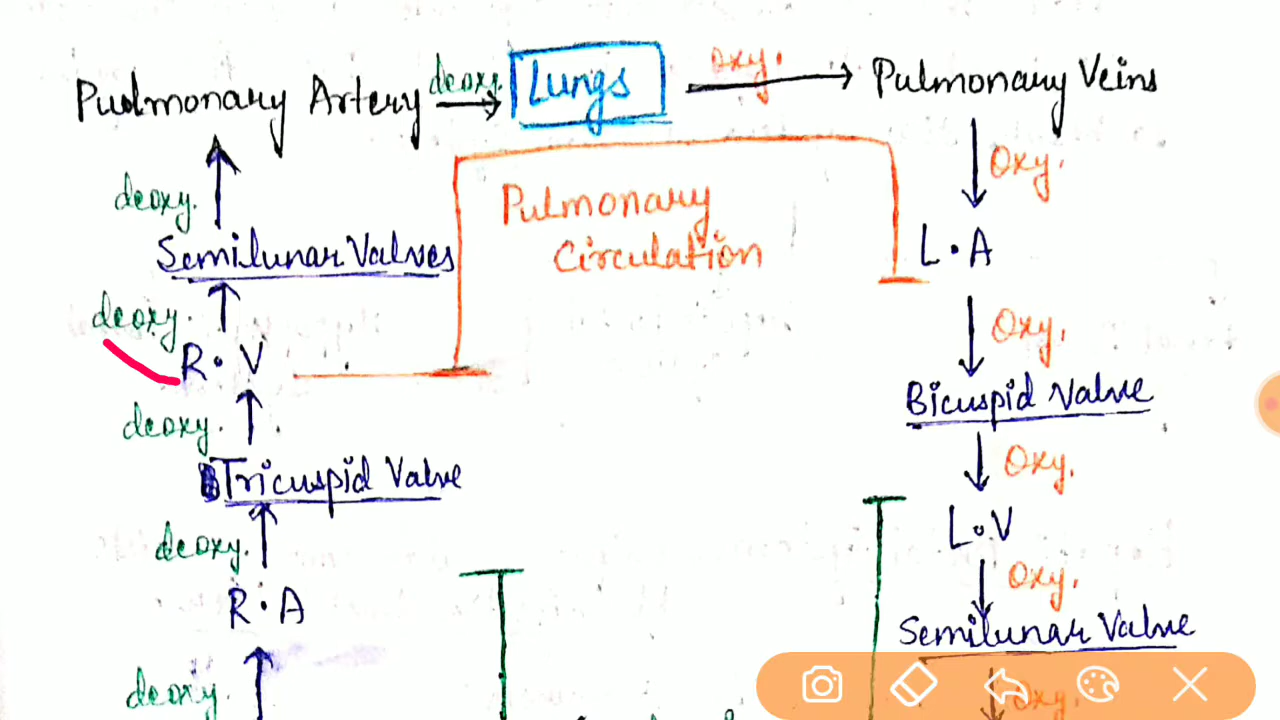 Pulmonary Artery deoxy. Lungs oxy. Pulmonary Veins
deoxy. Oxy.
Pulmonary
Circulation
Semilunar Valves L.A
deoxy. Oxy.
R.V
Bicuspid Valve
deoxy. Oxy.
Tricuspid Valve
L.V
deoxy. Oxy.
R.A
Semilunar Valve
deoxy. Oxy.